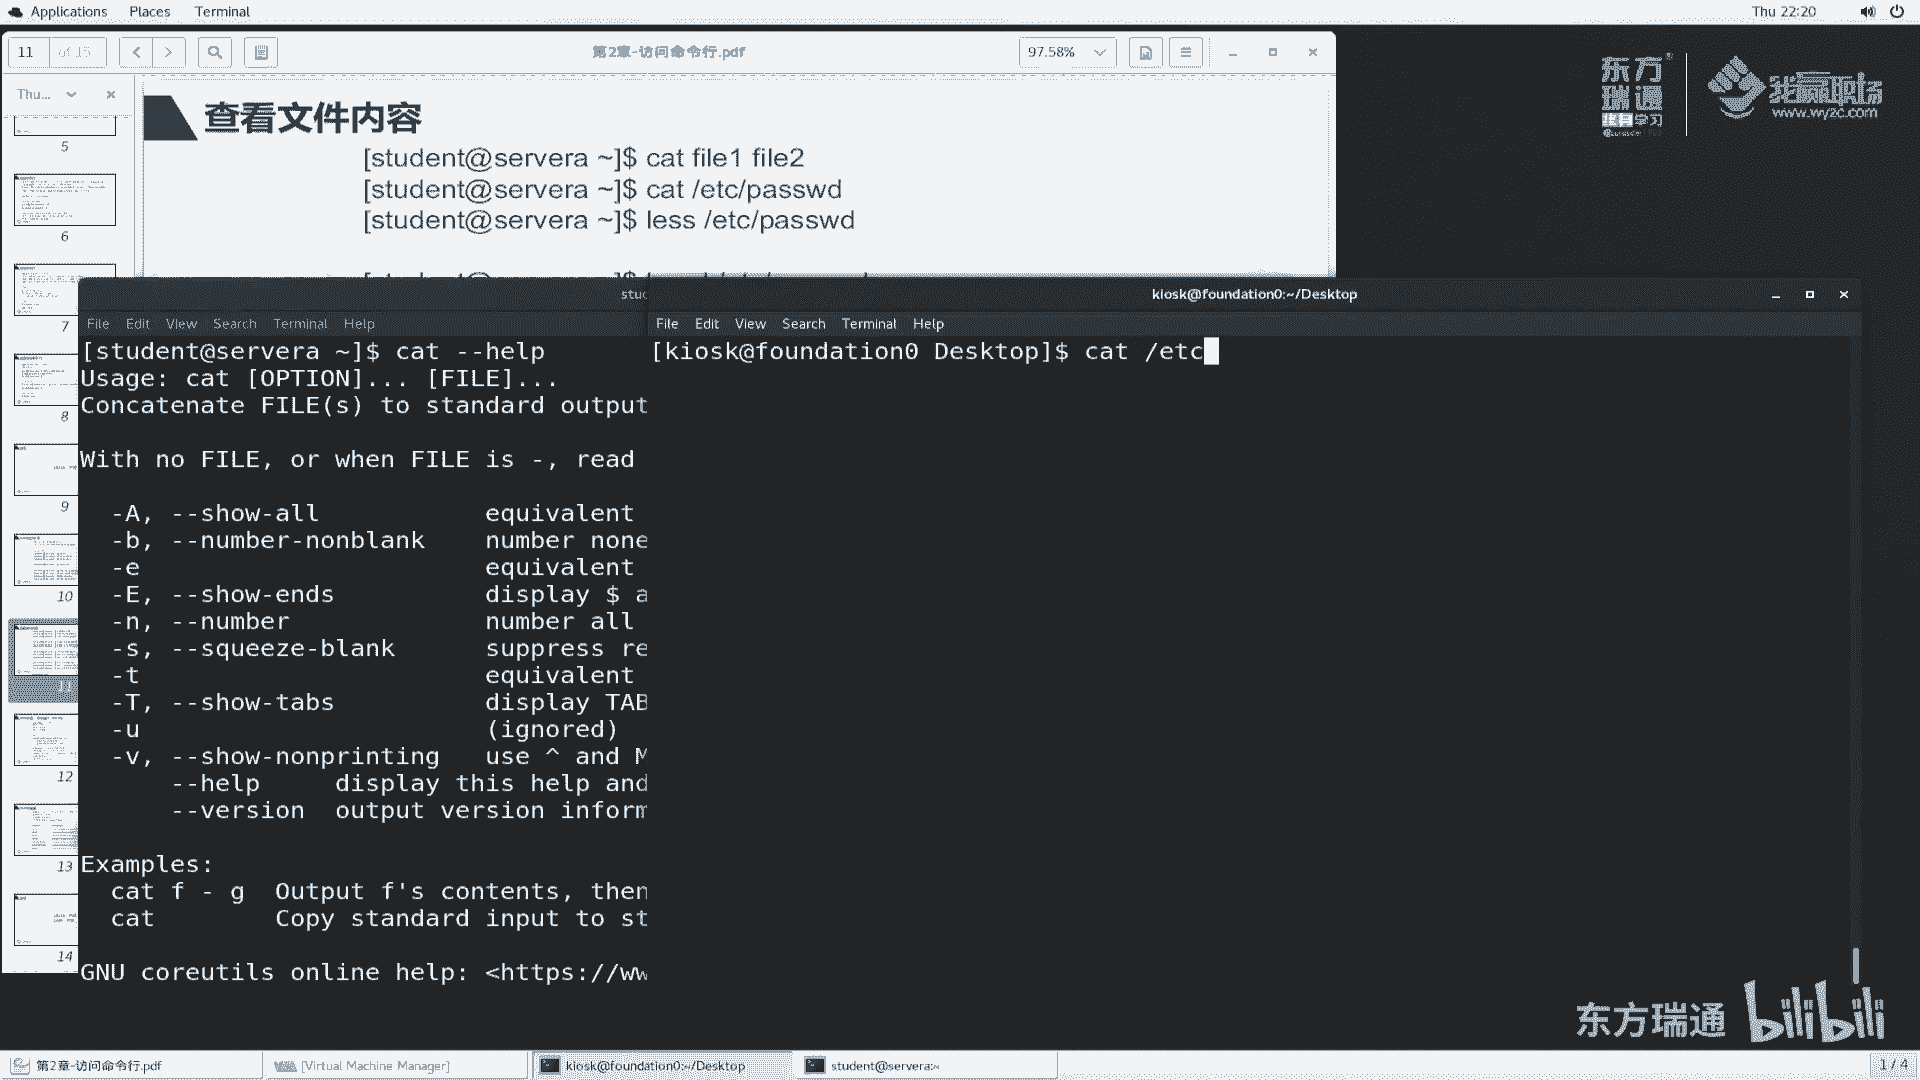 Applications Places Terminal
Thu 22:20
11 of 15
第2章-访问命令行.pdf
97.58%
Thu...
5
6
7
8
9
10
11
12
13
14
查看文件内容
[student@servera ~]$ cat file1 file2
[student@servera ~]$ cat /etc/passwd
[student@servera ~]$ less /etc/passwd
东方瑞通
www.wy2c.com
stuc
File Edit View Search Terminal Help
[student@servera ~]$ cat --help
Usage: cat [OPTION]... [FILE]...
Concatenate FILE(s) to standard output
With no FILE, or when FILE is -, read
-A, --show-all equivalent
-b, --number-nonblank number none
-e equivalent
-E, --show-ends display $ a
-n, --number number all
-s, --squeeze-blank suppress re
-t equivalent
-T, --show-tabs display TAB
-u (ignored)
-v, --show-nonprinting use ^ and M
--help display this help and
--version output version inform
Examples:
cat f - g Output f's contents, then
cat Copy standard input to st
GNU coreutils online help: <https://ww
kiosk@foundation0:~/Desktop
File Edit View Search Terminal Help
[kiosk@foundation0 Desktop]$ cat /etc
东方瑞通 bilibili
第2章-访问命令行.pdf
[Virtual Machine Manager]
kiosk@foundation0:~/Desktop
student@servera:~
1 / 4